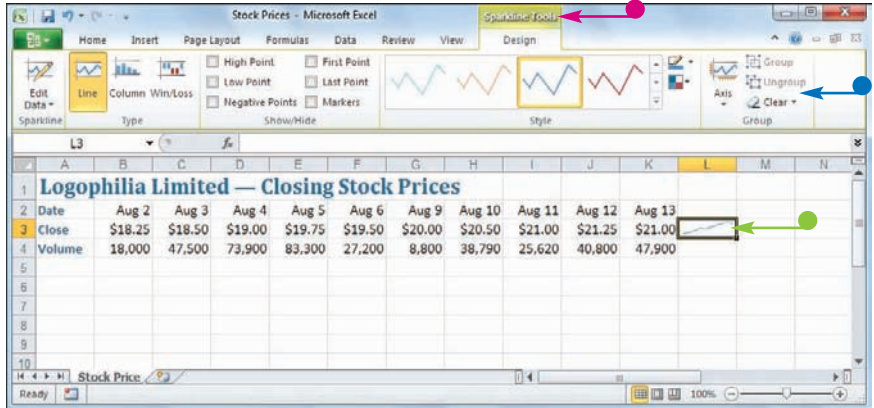 Stock Prices - Microsoft Excel
Sparkline Tools
Home Insert Page Layout Formulas Data Review View Design
Edit Data
Line
Column
Win/Loss
High Point
Low Point
Negative Points
First Point
Last Point
Markers
Axis
Group
Ungroup
Clear
Sparkline Type Show/Hide Style Group
L3 fx
A B C D E F G H I J K L M N
1 Logophilia Limited — Closing Stock Prices
2 Date Aug 2 Aug 3 Aug 4 Aug 5 Aug 6 Aug 9 Aug 10 Aug 11 Aug 12 Aug 13
3 Close $18.25 $18.50 $19.00 $19.75 $19.50 $20.00 $20.50 $21.00 $21.25 $21.00
4 Volume 18,000 47,500 73,900 83,300 27,200 8,800 38,790 25,620 40,800 47,900
5
6
7
8
9
10
Stock Price
Ready 100%